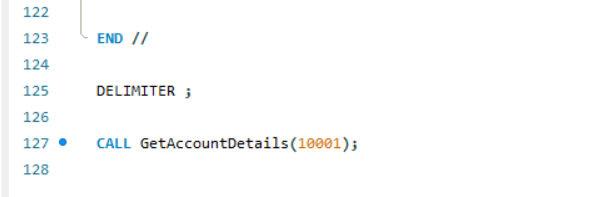 122
123 END //
124
125 DELIMITER ;
126
127 CALL GetAccountDetails(10001);
128